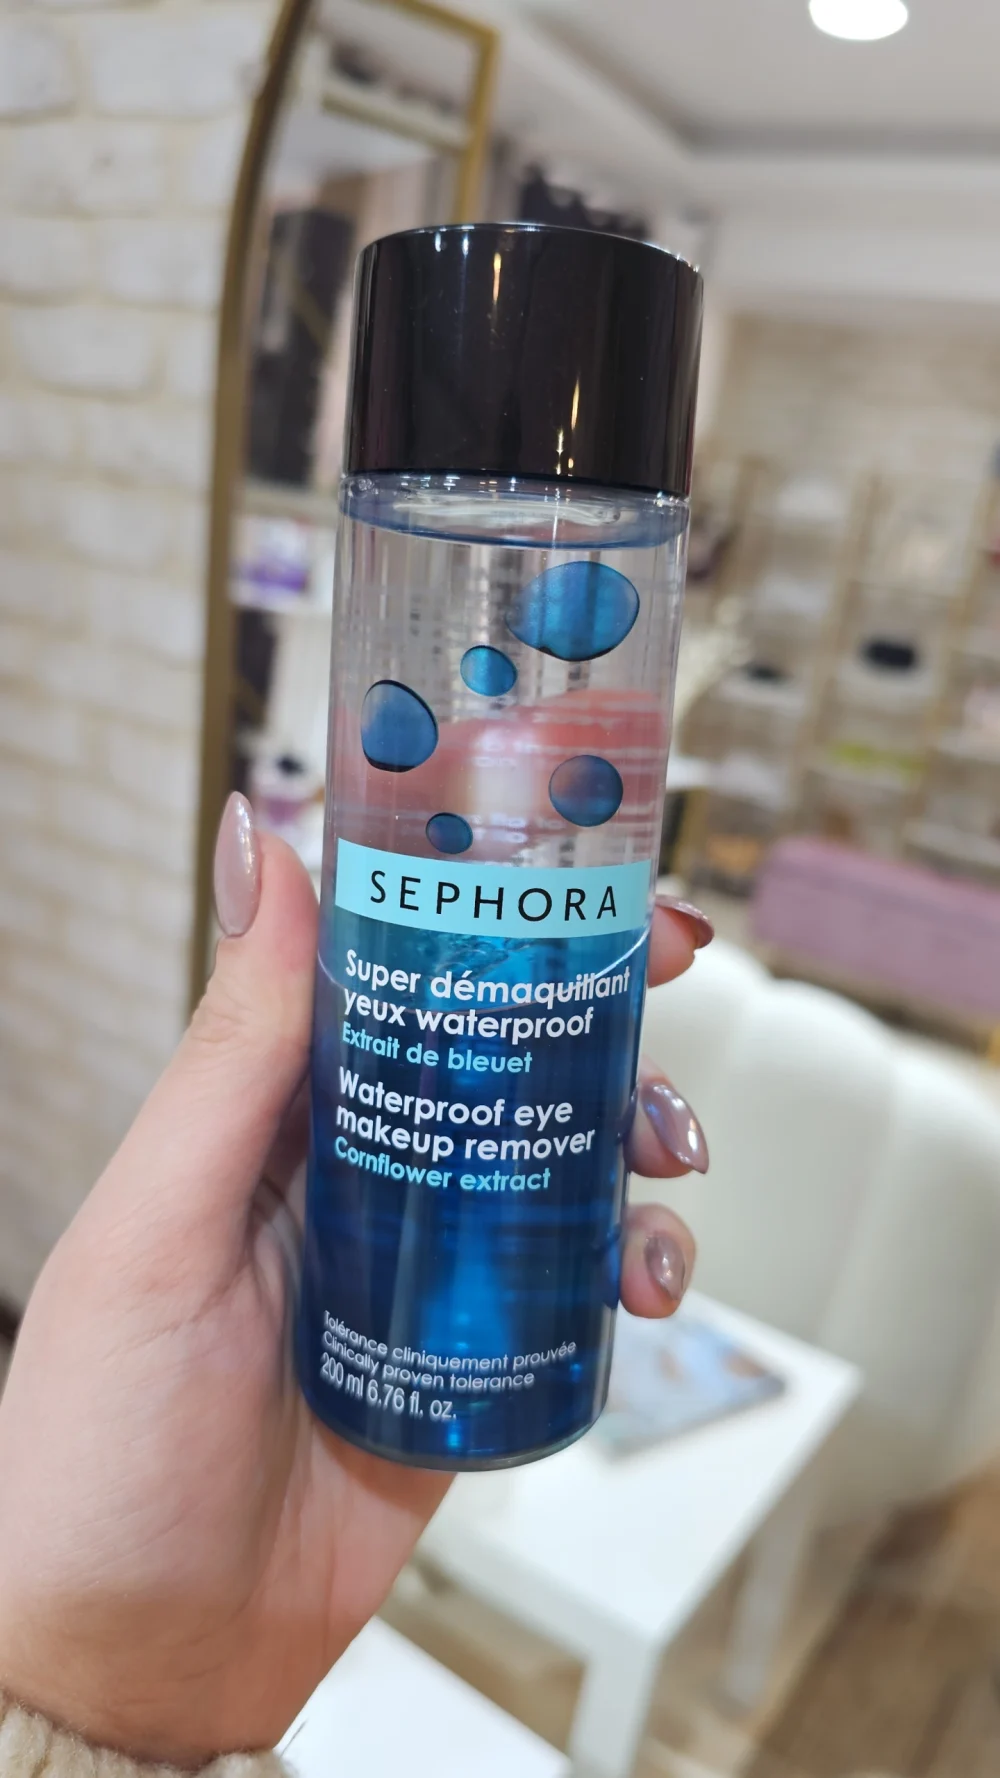 SEPHORA
Super démaquillant
yeux waterproof
Extrait de bleuet
Waterproof eye
makeup remover
Cornflower extract
Tolérance cliniquement prouvée
Clinically proven tolerance
200 ml 6.76 fl. oz.